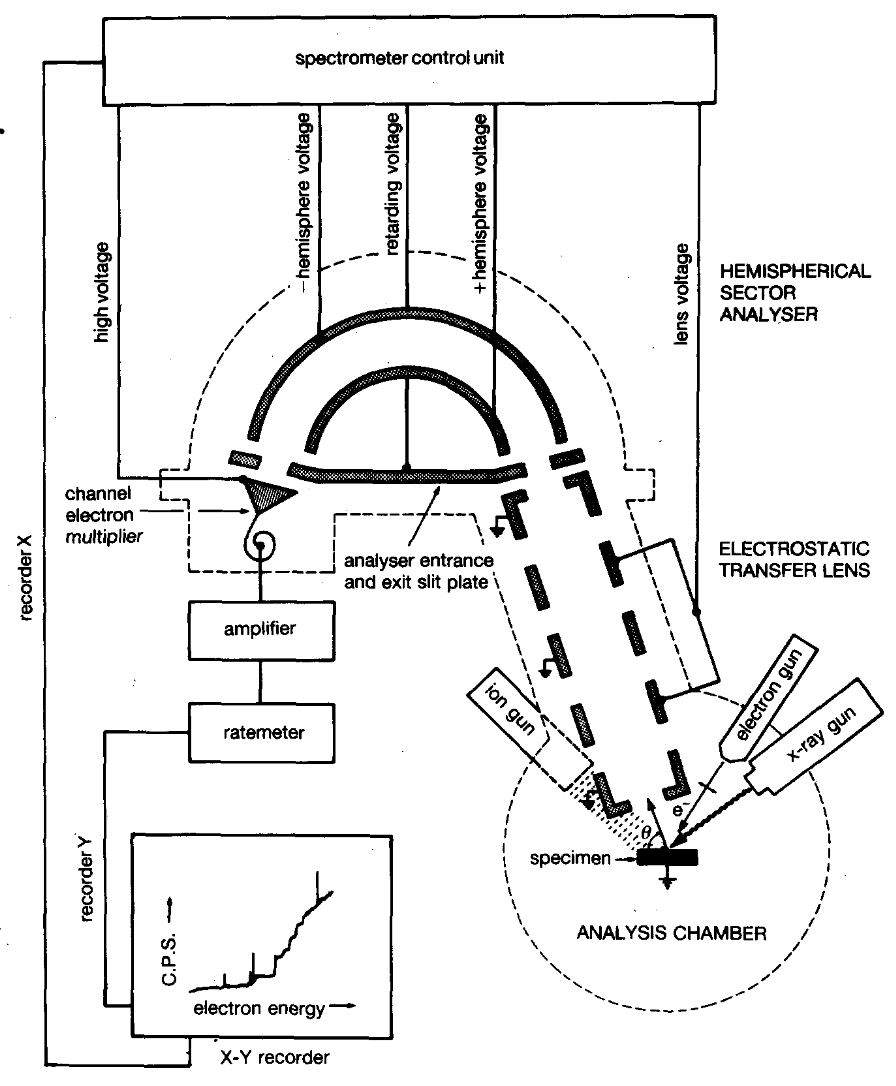 spectrometer control unit
high voltage
−hemisphere voltage
retarding voltage
+hemisphere voltage
lens voltage
HEMISPHERICAL
SECTOR
ANALYSER
channel
electron
multiplier
analyser entrance
and exit slit plate
ELECTROSTATIC
TRANSFER LENS
recorder X
amplifier
ratemeter
ion gun
electron gun
x-ray gun
e⁻
θ
specimen
ANALYSIS CHAMBER
recorder Y
C.P.S.
electron energy
X-Y recorder